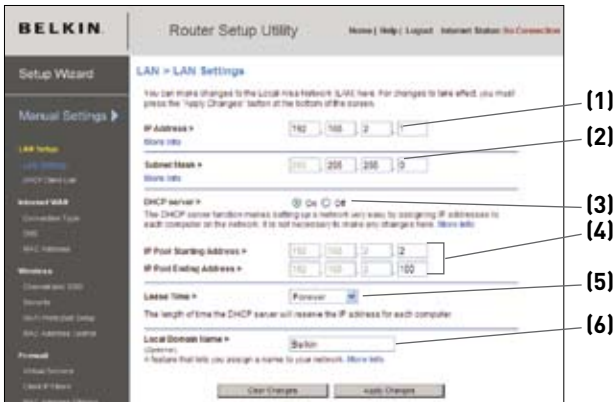 BELKIN.
Router Setup Utility
Home | Help | Logout Internet Status: No Connection
Setup Wizard
Manual Settings
LAN Setup
LAN Settings
DHCP Client List
Internet WAN
Connection Type
DNS
MAC Address
Wireless
Channel and SSID
Security
Wi-Fi Protected Setup
MAC Address Control
Firewall
Virtual Servers
Client IP Filters
MAC Address Filtering
LAN > LAN Settings
You can make changes to the Local Area Network (LAN) here. For changes to take effect, you must
press the "Apply Changes" button at the bottom of the screen.
IP Address >
192 . 168 . 2 . 1
More Info
Subnet Mask >
255 . 255 . 255 . 0
More Info
DHCP server >
On Off
The DHCP server function makes setting up a network very easy by assigning IP addresses to
each computer on the network. It is not necessary to make any changes here. More Info
IP Pool Starting Address >
192 . 168 . 2 . 2
IP Pool Ending Address >
192 . 168 . 2 . 100
Lease Time >
Forever
The length of time the DHCP server will reserve the IP address for each computer.
Local Domain Name >
Belkin
(Optional)
A feature that lets you assign a name to your network. More Info
Clear Changes
Apply Changes
(1)
(2)
(3)
(4)
(5)
(6)